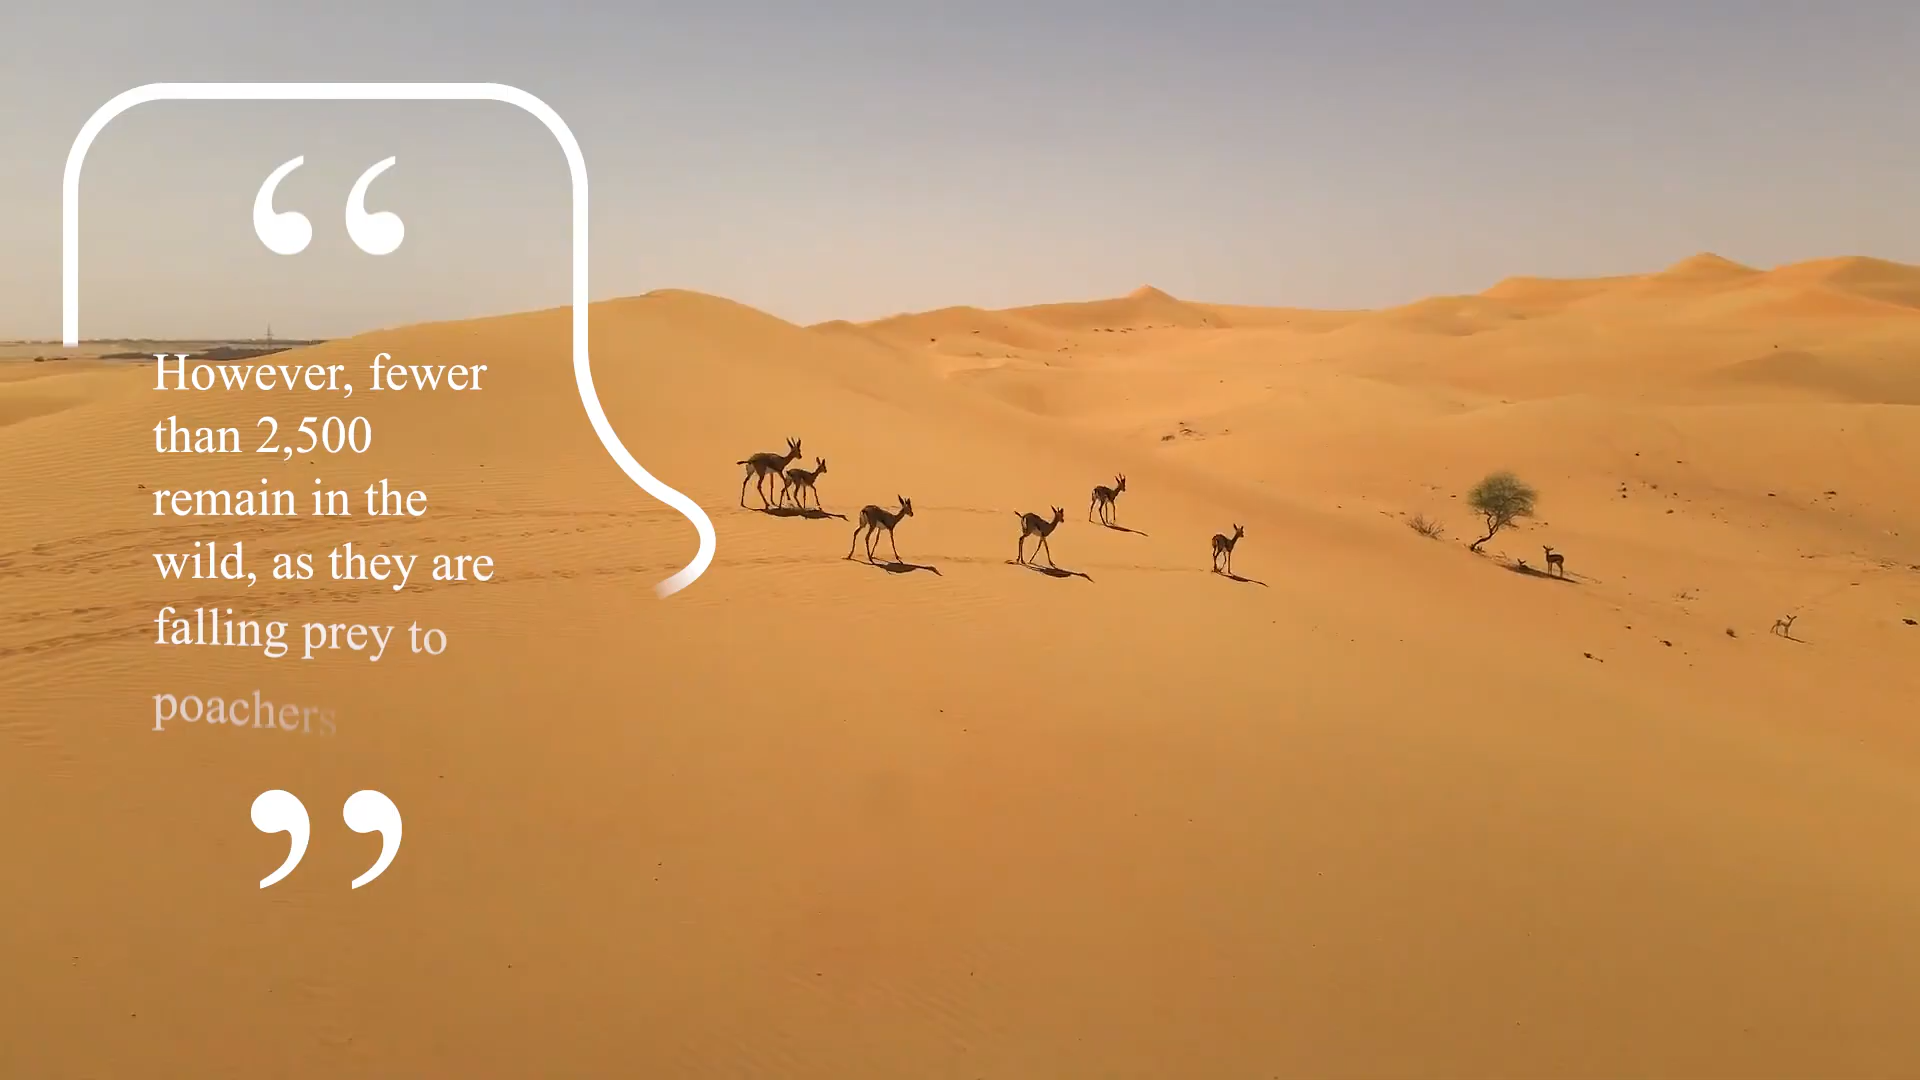 “
However, fewer
than 2,500
remain in the
wild, as they are
falling prey to
poachers
”